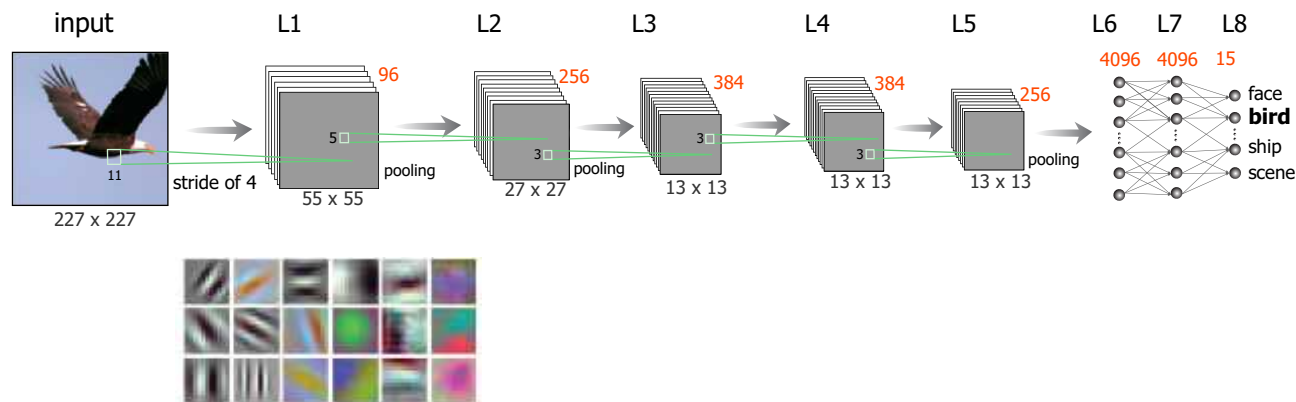 input L1 L2 L3 L4 L5 L6 L7 L8
96 256 384 384 256 4096 4096 15
face
bird
ship
scene
5 3 3 3
11
stride of 4
pooling pooling pooling
55 x 55 27 x 27 13 x 13 13 x 13 13 x 13
227 x 227